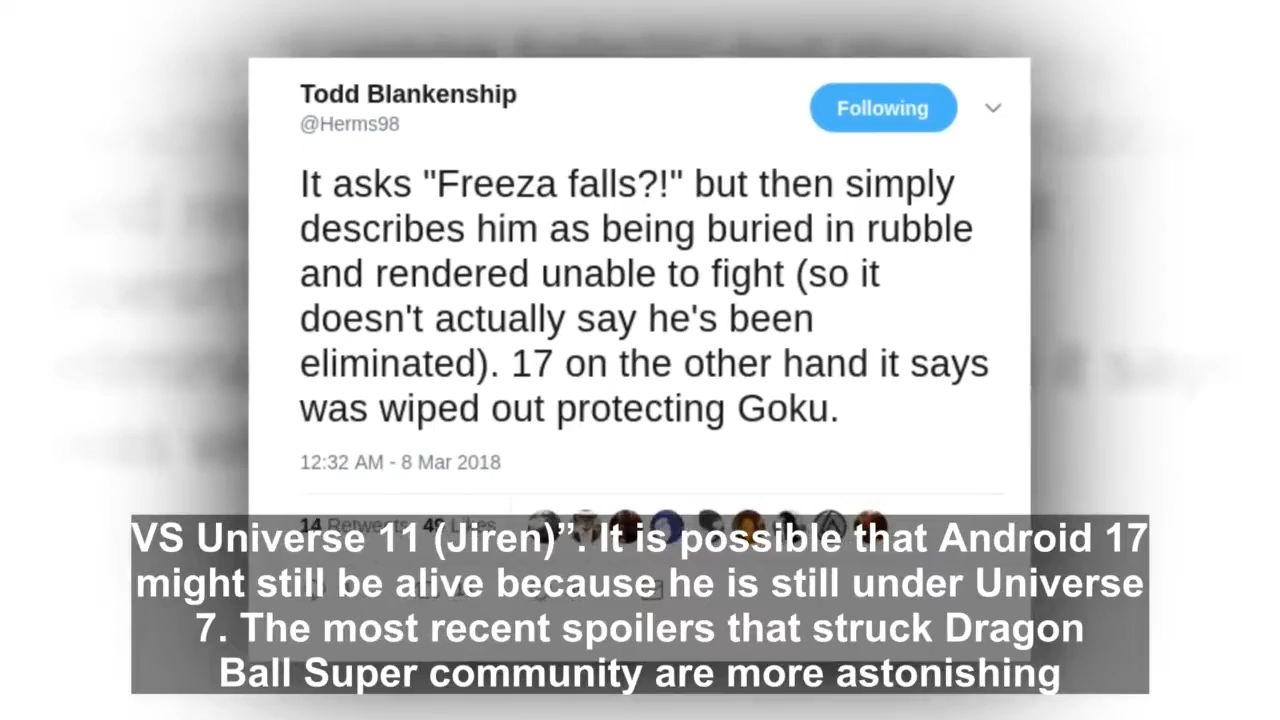 Todd Blankenship
@Herms98
Following
It asks "Freeza falls?!" but then simply
describes him as being buried in rubble
and rendered unable to fight (so it
doesn't actually say he's been
eliminated). 17 on the other hand it says
was wiped out protecting Goku.
12:32 AM - 8 Mar 2018
14 Retweets 49 Likes
VS Universe 11 (Jiren)”. It is possible that Android 17
might still be alive because he is still under Universe
7. The most recent spoilers that struck Dragon
Ball Super community are more astonishing